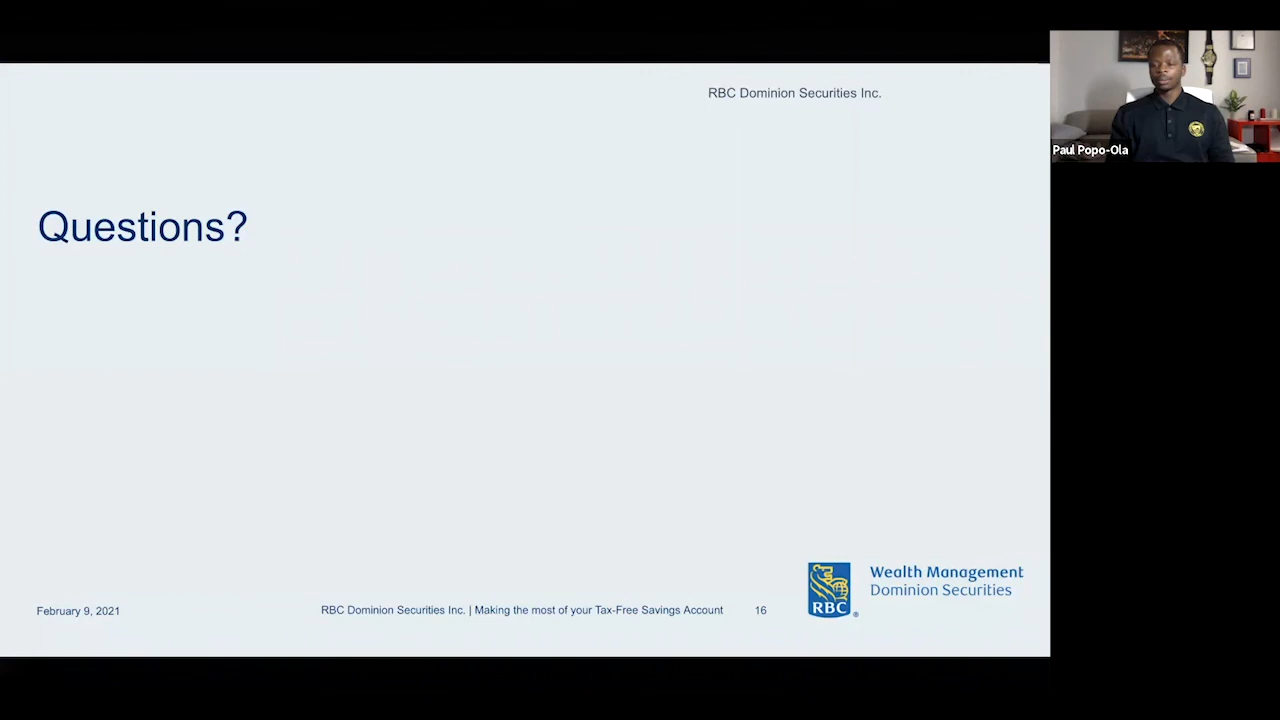 RBC Dominion Securities Inc.
Paul Popo-Ola
Questions?
Wealth Management
Dominion Securities
RBC
®
February 9, 2021
RBC Dominion Securities Inc. | Making the most of your Tax-Free Savings Account
16